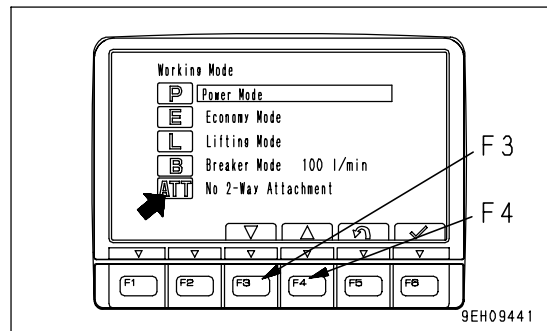 Working Mode
P Power Mode
E Economy Mode
L Lifting Mode
B Breaker Mode 100 l/min
ATT No 2-Way Attachment
F3
F4
F1 F2 F3 F4 F5 F6
9EH09441